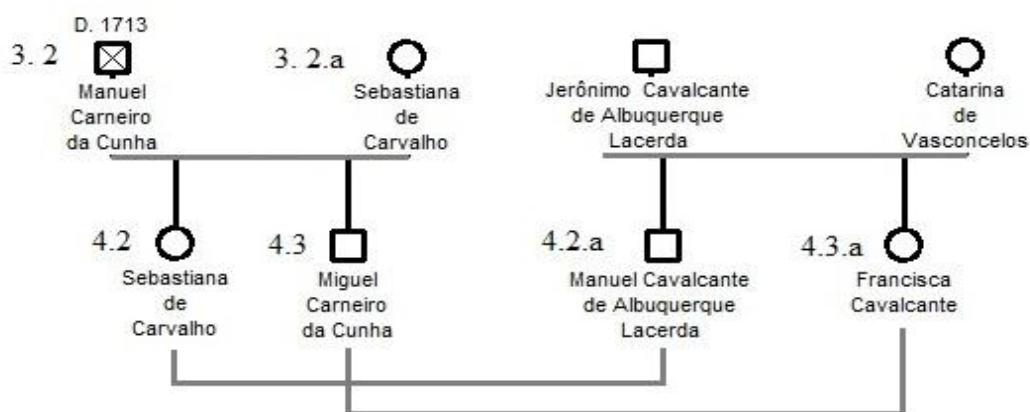 D. 1713
3. 2
Manuel
Carneiro
da Cunha
3. 2.a
Sebastiana
de
Carvalho
Jerônimo Cavalcante
de Albuquerque
Lacerda
Catarina
de
Vasconcelos
4.2
Sebastiana
de
Carvalho
4.3
Miguel
Carneiro
da Cunha
4.2.a
Manuel Cavalcante
de Albuquerque
Lacerda
4.3.a
Francisca
Cavalcante